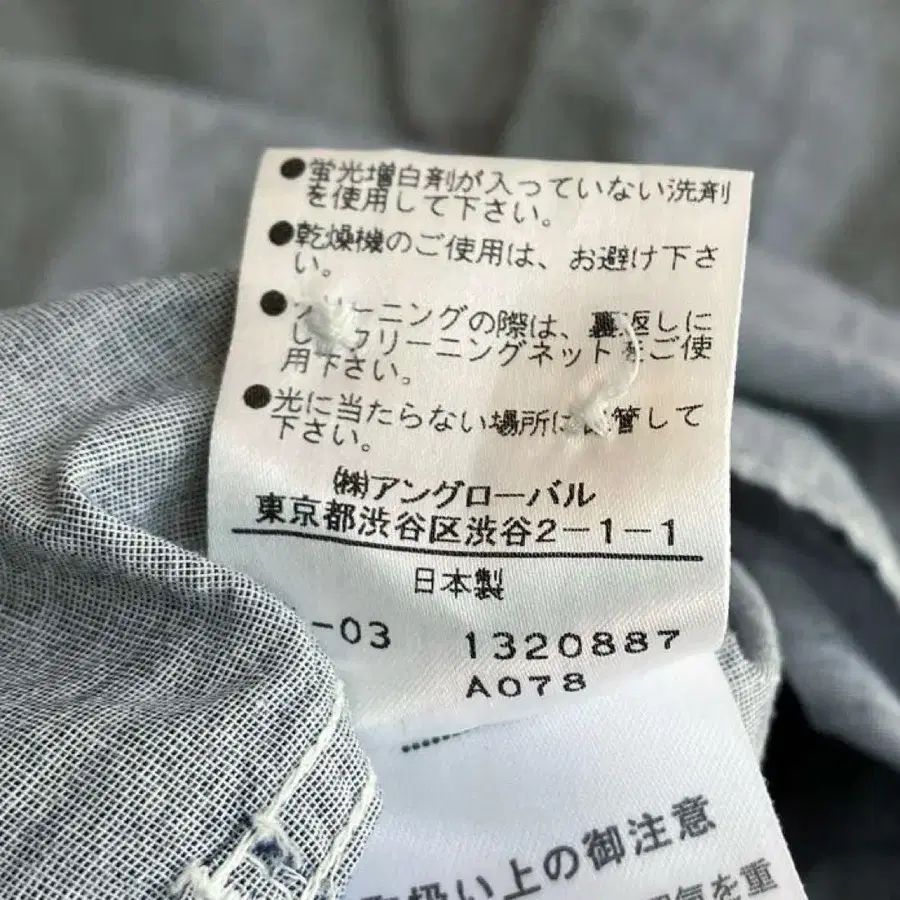 ●蛍光増白剤が入っていない洗剤
を使用して下さい。
●乾燥機のご使用は、お避け下さ
い。
●クリーニングの際は、裏返しに
し、クリーニングネットをご使
用下さい。
●光に当たらない場所に保管して
下さい。
㈱アングローバル
東京都渋谷区渋谷2-1-1
日本製
-03 1320887
A078
扱い上の御注意
気を重